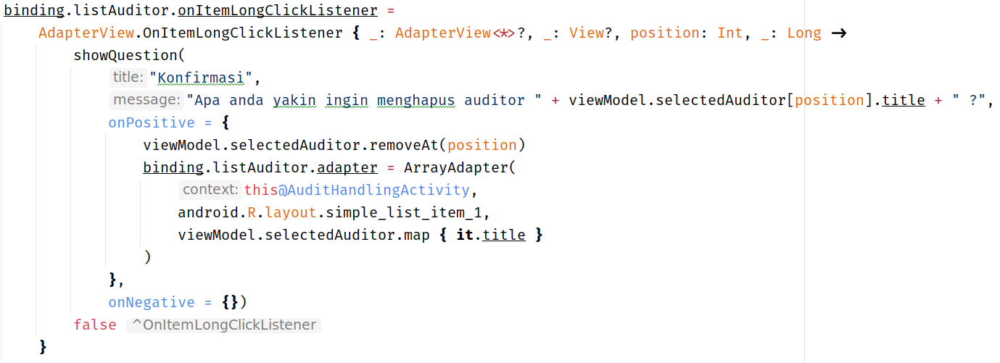 binding.listAuditor.onItemLongClickListener =
    AdapterView.OnItemLongClickListener { _: AdapterView<*>?, _: View?, position: Int, _: Long ->
        showQuestion(
            title: "Konfirmasi",
            message: "Apa anda yakin ingin menghapus auditor " + viewModel.selectedAuditor[position].title + " ?",
            onPositive = {
                viewModel.selectedAuditor.removeAt(position)
                binding.listAuditor.adapter = ArrayAdapter(
                    context: this@AuditHandlingActivity,
                    android.R.layout.simple_list_item_1,
                    viewModel.selectedAuditor.map { it.title }
                )
            },
            onNegative = {})
        false ^OnItemLongClickListener
    }